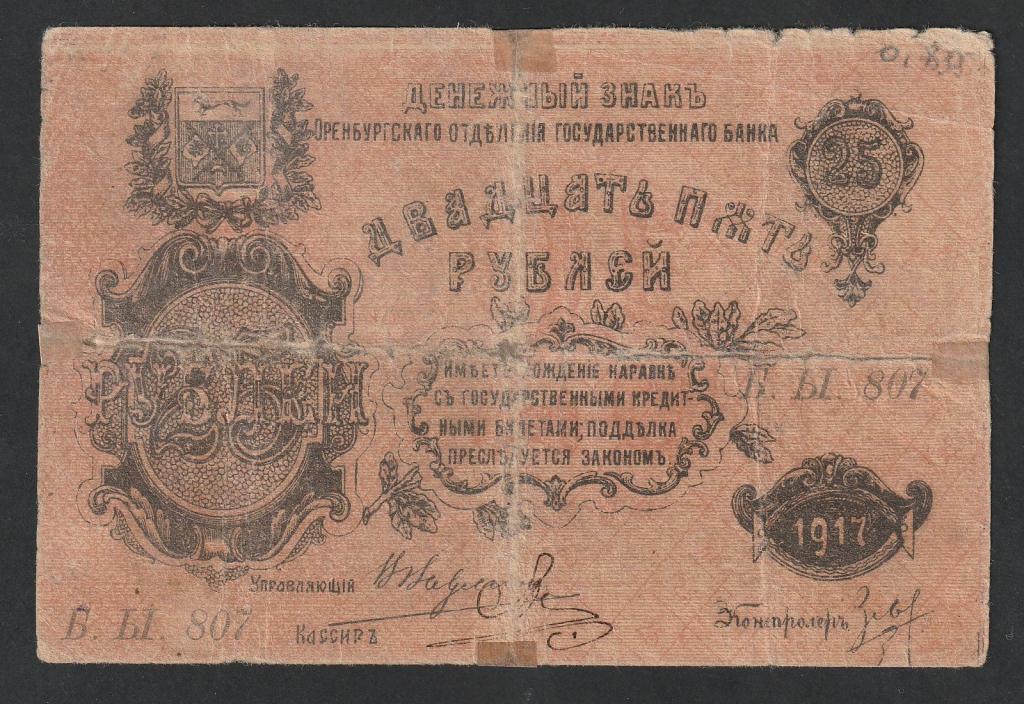 ДЕНЕЖНЫЙ ЗНАКЪ
ОРЕНБУРГСКАГО ОТДѢЛЕНІЯ ГОСУДАРСТВЕННАГО БАНКА
25
ДВАДЦАТЬ ПЯТЬ
РУБЛЕЙ
25
ИМѢЕТЪ ХОЖДЕНІЕ НАРАВНѢ
СЪ ГОСУДАРСТВЕННЫМИ КРЕДИТ-
НЫМИ БИЛЕТАМИ, ПОДДѢЛКА
ПРЕСЛѢДУЕТСЯ ЗАКОНОМЪ
Б. Ы. 807
1917
УПРАВЛЯЮЩІЙ
Б. Ы. 807
КАССИРЪ
Контролеръ